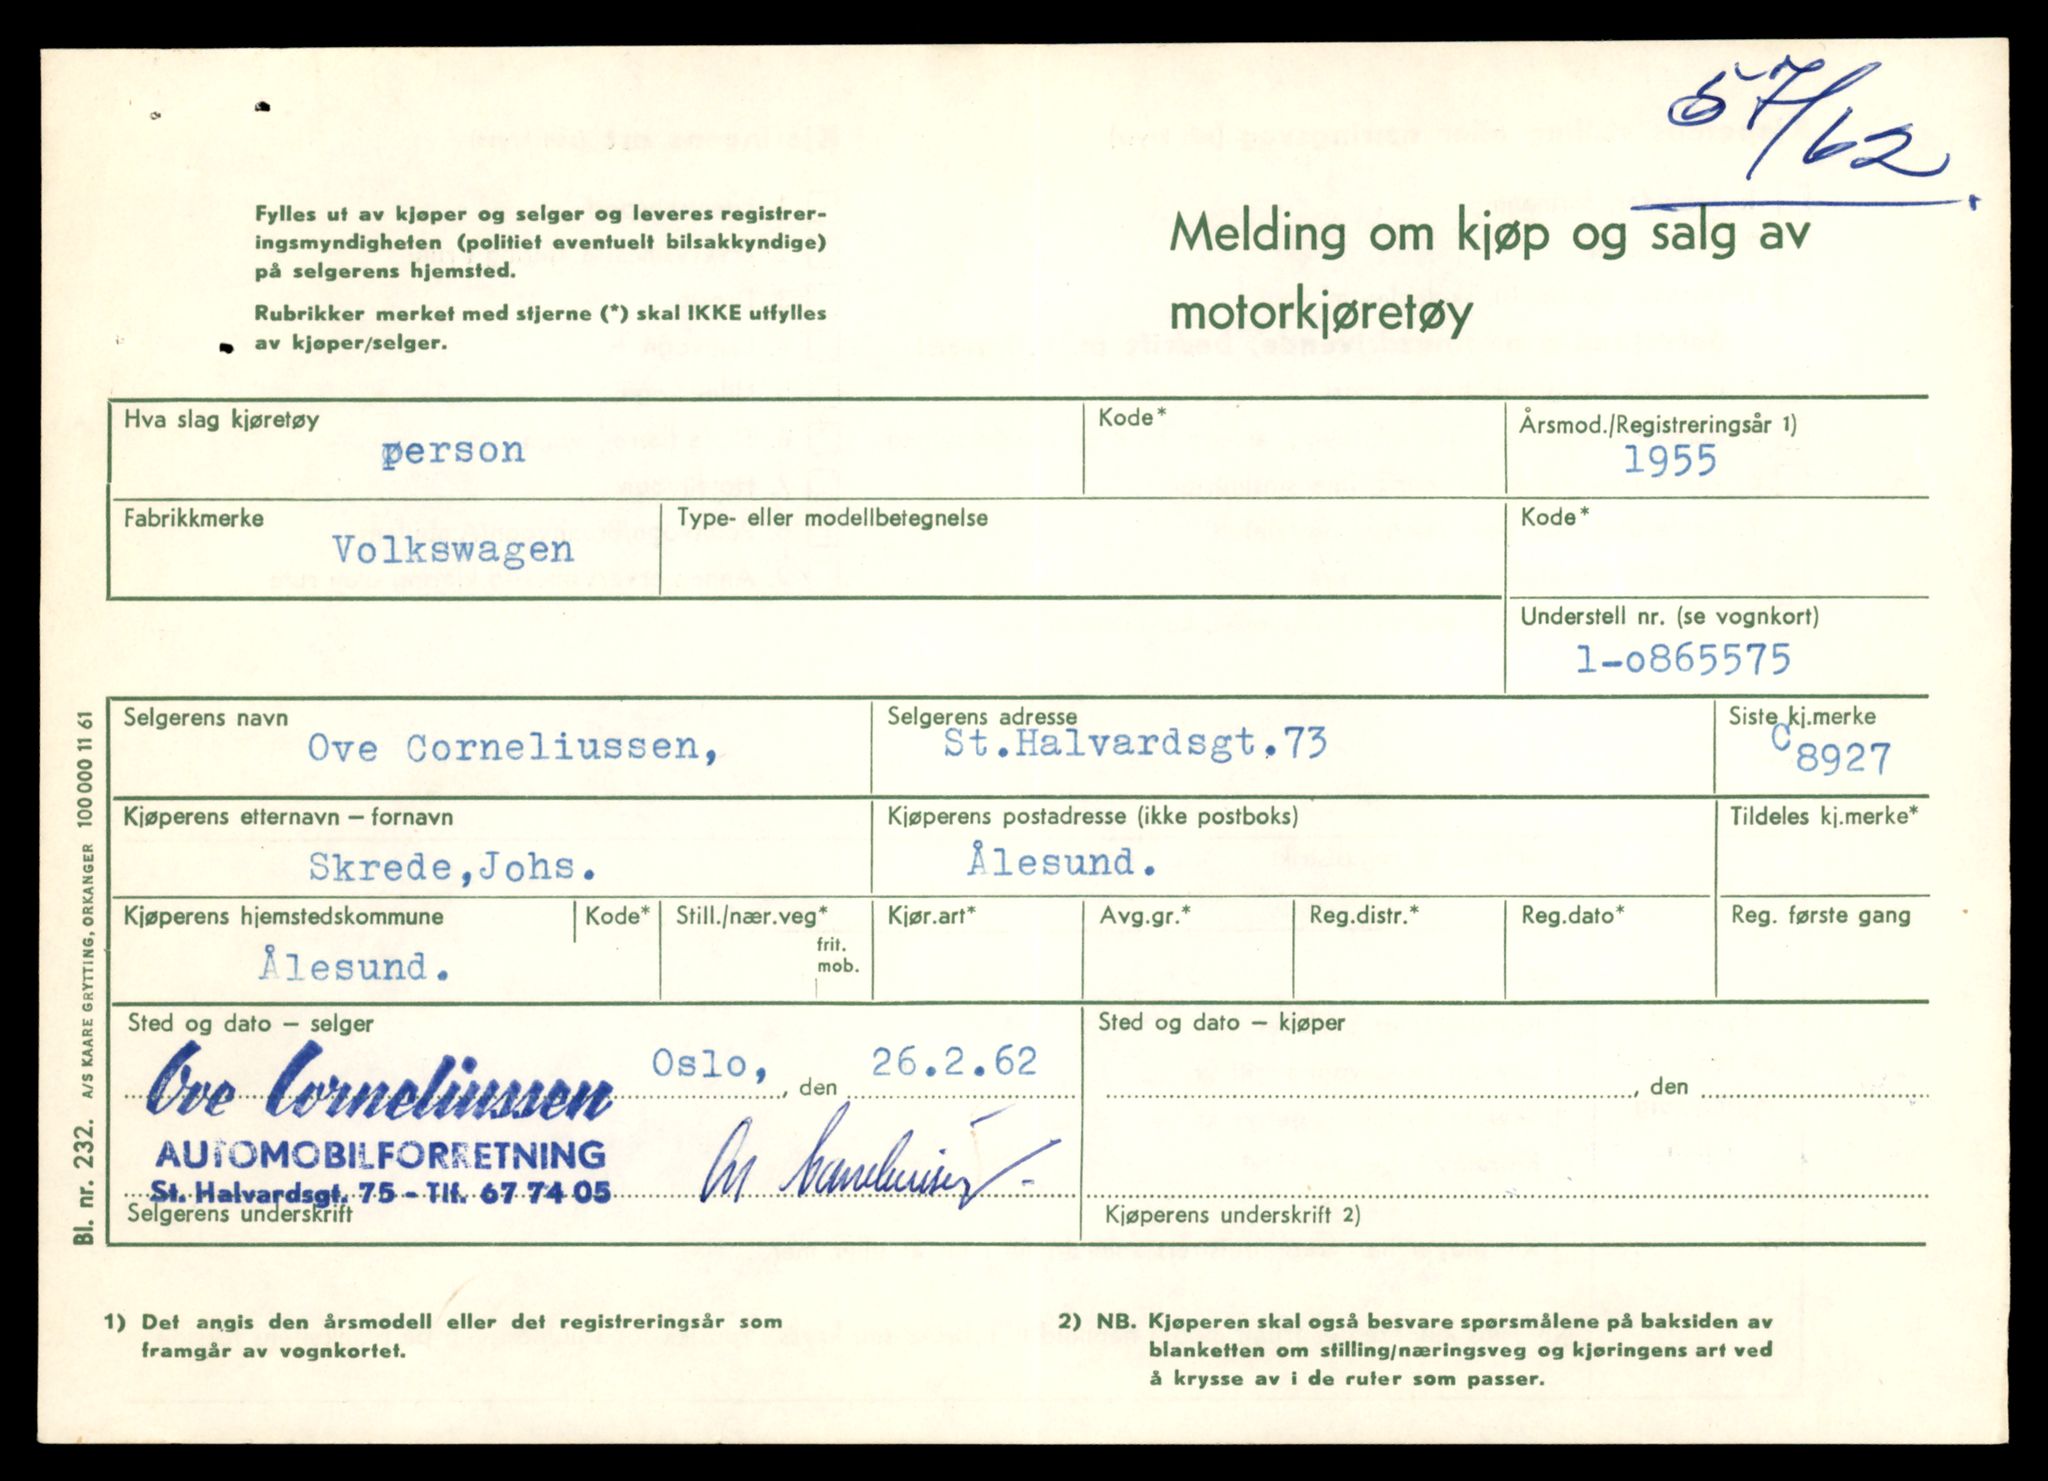 57/62
Fylles ut av kjøper og selger og leveres registrer-
ingsmyndigheten (politiet eventuelt bilsakkyndige)
på selgerens hjemsted.
Rubrikker merket med stjerne (*) skal IKKE utfylles
av kjøper/selger.
Melding om kjøp og salg av
motorkjøretøy
Hva slag kjøretøy
person
Kode*
Årsmod./Registreringsår 1)
1955
Fabrikkmerke
Volkswagen
Type- eller modellbetegnelse
Kode*
Understell nr. (se vognkort)
1-o865575
Selgerens navn
Ove Corneliussen,
Selgerens adresse
St.Halvardsgt.73
Siste kj.merke
C 8927
Kjøperens etternavn – fornavn
Skrede,Johs.
Kjøperens postadresse (ikke postboks)
Ålesund.
Tildeles kj.merke*
Kjøperens hjemstedskommune
Ålesund.
Kode*
Still./nær.veg*
frit.
mob.
Kjør.art*
Avg.gr.*
Reg.distr.*
Reg.dato*
Reg. første gang
Sted og dato – selger
Oslo, , den 26.2.62
Ove Corneliussen
AUTOMOBILFORRETNING
St. Halvardsgt. 75 - Tlf. 67 74 05
Selgerens underskrift
Sted og dato – kjøper
, den
Kjøperens underskrift 2)
Bl. nr. 232. A/S KAARE GRYTTING, ORKANGER 100 000 11 61
1) Det angis den årsmodell eller det registreringsår som
framgår av vognkortet.
2) NB. Kjøperen skal også besvare spørsmålene på baksiden av
blanketten om stilling/næringsveg og kjøringens art ved
å krysse av i de ruter som passer.